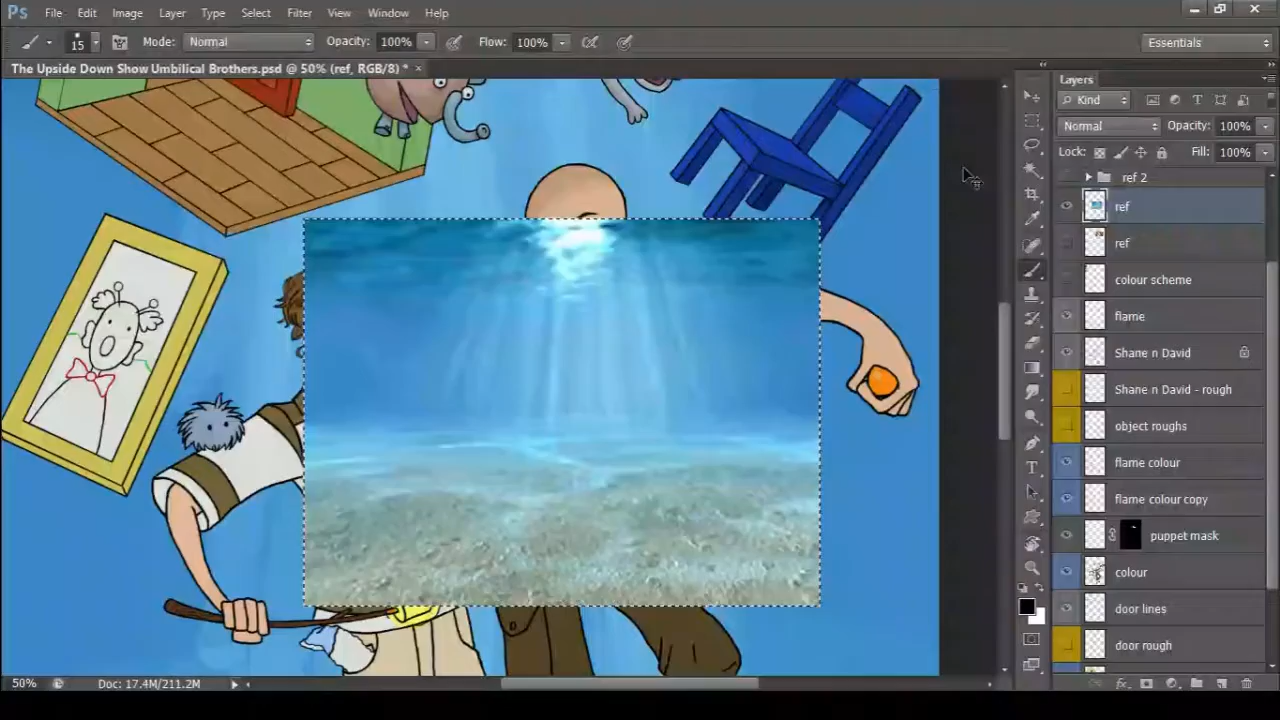 Ps File Edit Image Layer Type Select Filter View Window Help
15 Mode: Normal Opacity: 100% Flow: 100% Essentials
The Upside Down Show Umbilical Brothers.psd @ 50% (ref, RGB/8) * ×
Layers
Kind
Normal Opacity: 100%
Lock: Fill: 100%
ref 2
ref
ref
colour scheme
flame
Shane n David
Shane n David - rough
object roughs
flame colour
flame colour copy
puppet mask
colour
door lines
door rough
50% Doc: 17.4M/211.2M